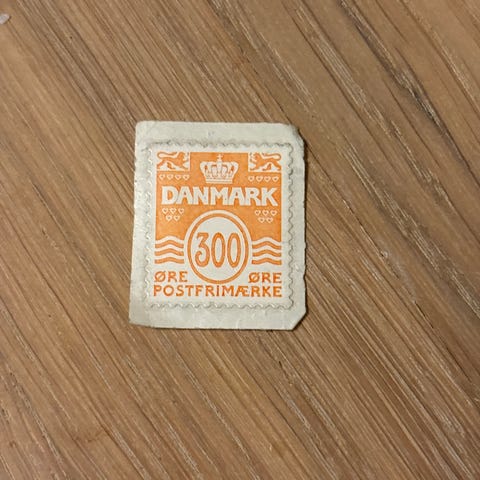 DANMARK
300
ØRE ØRE
POSTFRIMÆRKE